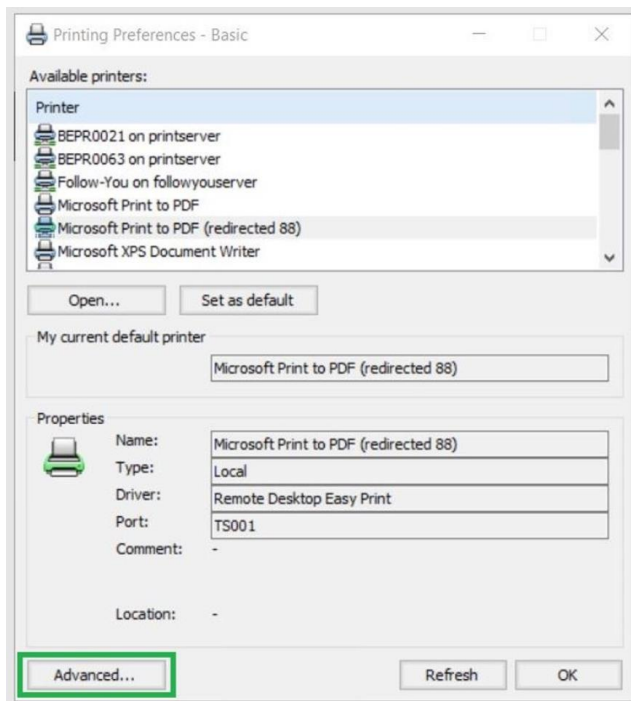 Printing Preferences - Basic
Available printers:
Printer
BEPR0021 on printserver
BEPR0063 on printserver
Follow-You on followyouserver
Microsoft Print to PDF
Microsoft Print to PDF (redirected 88)
Microsoft XPS Document Writer
Open... Set as default
My current default printer
Microsoft Print to PDF (redirected 88)
Properties
Name: Microsoft Print to PDF (redirected 88)
Type: Local
Driver: Remote Desktop Easy Print
Port: TS001
Comment: -
Location: -
Advanced... Refresh OK